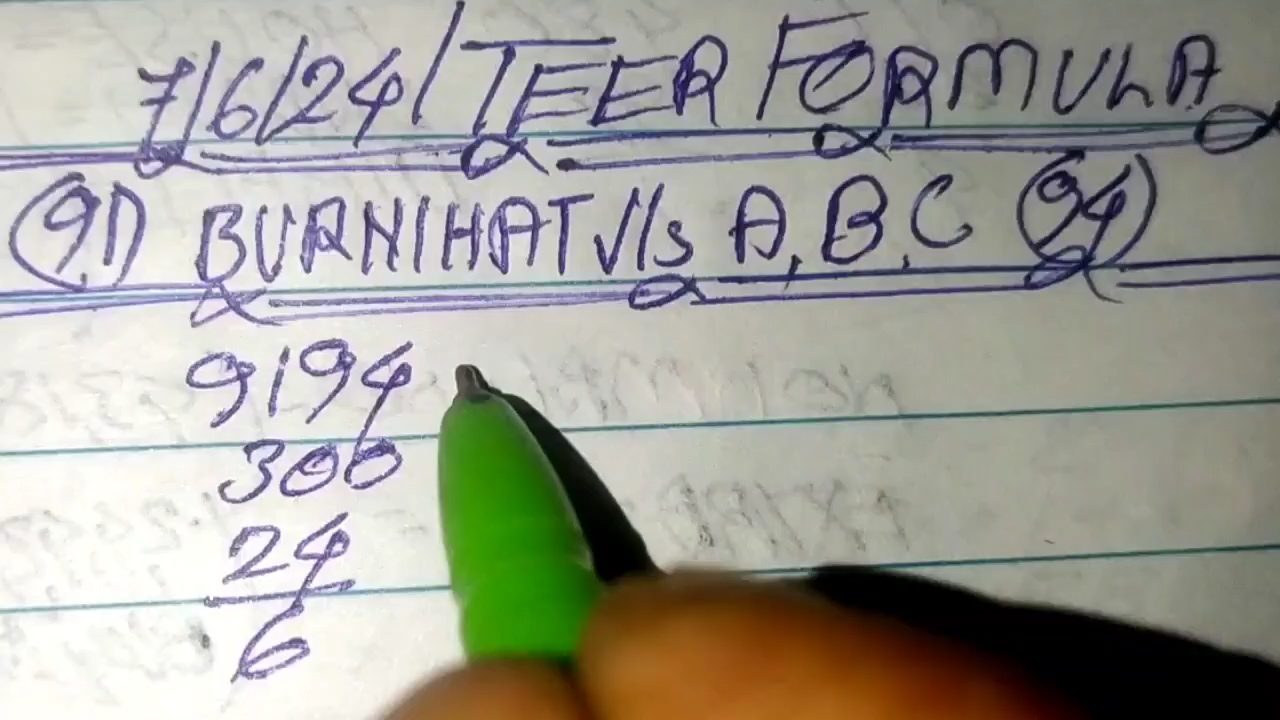 7/6/24/ TEER FORMULA
(91) BURNIHAT V/s A,B,C (94)
9194
300
24
6